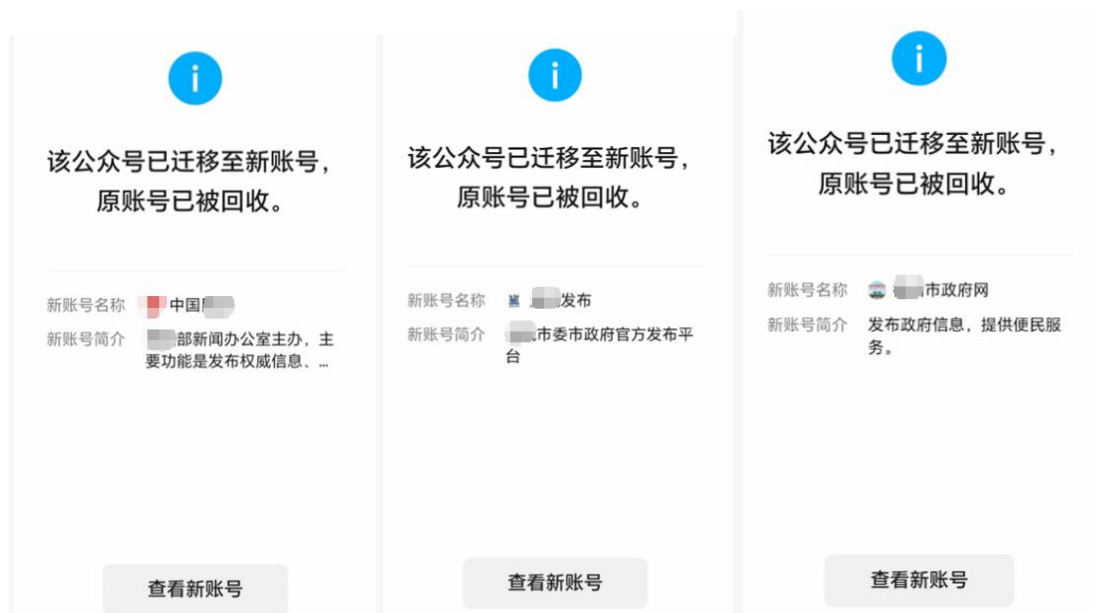 该公众号已迁移至新账号，
原账号已被回收。
新账号名称 中国
新账号简介 部新闻办公室主办，主
要功能是发布权威信息、...
查看新账号
该公众号已迁移至新账号，
原账号已被回收。
新账号名称 发布
新账号简介 市委市政府官方发布平
台
查看新账号
该公众号已迁移至新账号，
原账号已被回收。
新账号名称 市政府网
新账号简介 发布政府信息，提供便民服
务。
查看新账号